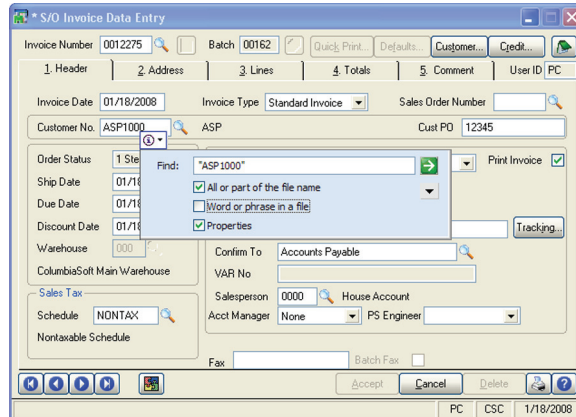 * S/O Invoice Data Entry
Invoice Number 0012275 Batch 00162 Quick Print... Defaults... Customer... Credit...
1. Header 2. Address 3. Lines 4. Totals 5. Comment User ID PC
Invoice Date 01/18/2008 Invoice Type Standard Invoice Sales Order Number
Customer No. ASP1000 ASP Cust PO 12345
Order Status 1 Ste Print Invoice
Find: "ASP1000"
Ship Date 01/18
All or part of the file name
Due Date 01/18
Word or phrase in a file
Discount Date 01/18 Tracking...
Properties
Warehouse 000 Confirm To Accounts Payable
ColumbiaSoft Main Warehouse VAR No
Sales Tax Salesperson 0000 House Account
Schedule NONTAX Acct Manager None PS Engineer
Nontaxable Schedule
Fax Batch Fax
Accept Cancel Delete
PC CSC 1/18/2008